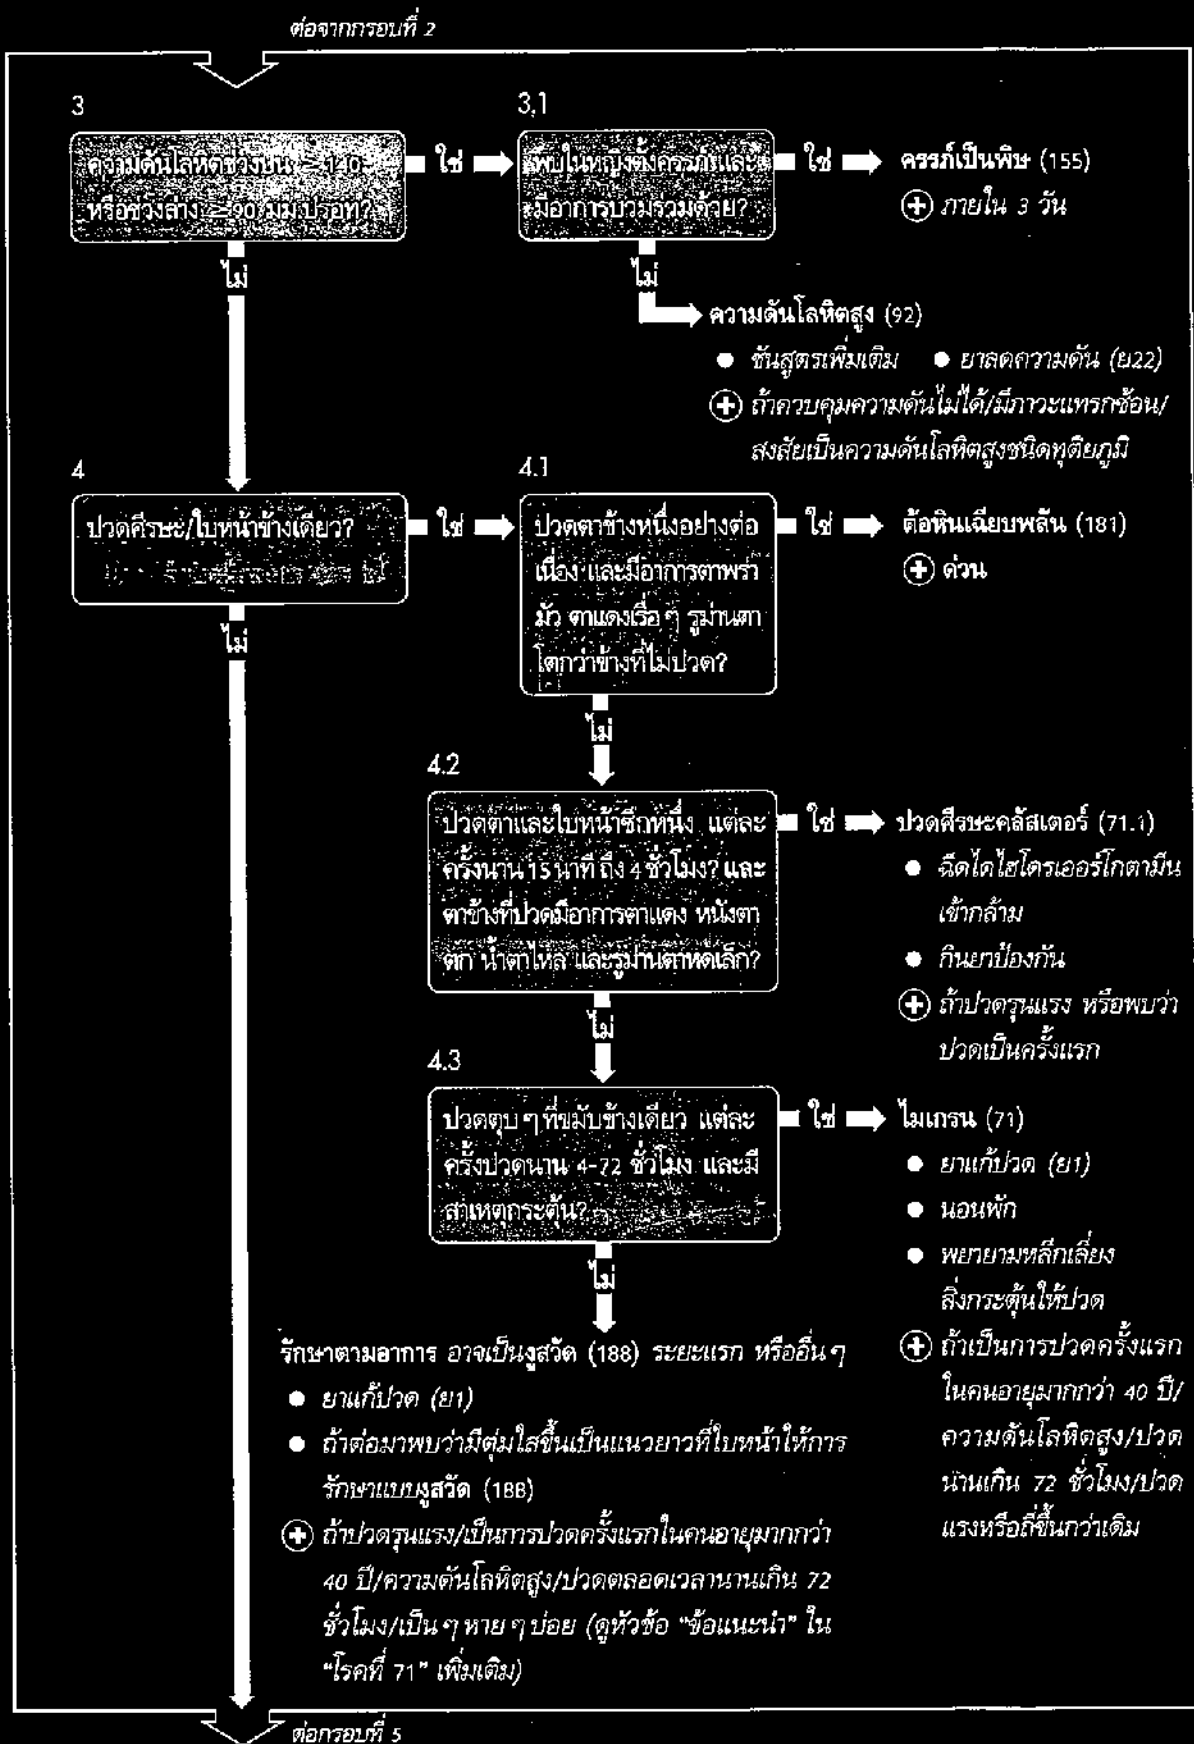 ต่อจากกรอบที่ 2
3
ความดันโลหิตช่วงบน ≥ 140
หรือช่วงล่าง ≥ 90 มม.ปรอท?
ใช่
3.1
พบในหญิงตั้งครรภ์และ
มีอาการบวมร่วมด้วย?
ใช่
ครรภ์เป็นพิษ (155)
ภายใน 3 วัน
ไม่
ไม่
ความดันโลหิตสูง (92)
● ชันสูตรเพิ่มเติม ● ยาลดความดัน (ย22)
ถ้าควบคุมความดันไม่ได้/มีภาวะแทรกซ้อน/
สงสัยเป็นความดันโลหิตสูงชนิดทุติยภูมิ
4
ปวดศีรษะ/ใบหน้าข้างเดียว?
ใช่
4.1
ปวดตาข้างหนึ่งอย่างต่อ
เนื่อง และมีอาการตาพร่า
มัว ตาแดงเรื่อๆ รูม่านตา
โตกว่าข้างที่ไม่ปวด?
ใช่
ต้อหินเฉียบพลัน (181)
ด่วน
ไม่
ไม่
4.2
ปวดตาและใบหน้าซีกหนึ่ง แต่ละ
ครั้งนาน 15 นาที ถึง 4 ชั่วโมง? และ
ตาข้างที่ปวดมีอาการตาแดง หนังตา
ตก น้ำตาไหล และรูม่านตาหดเล็ก?
ใช่
ปวดศีรษะคลัสเตอร์ (71.1)
● ฉีดไดไฮโดรเออร์โกตามีน
เข้ากล้าม
● กินยาป้องกัน
ถ้าปวดรุนแรง หรือพบว่า
ปวดเป็นครั้งแรก
ไม่
4.3
ปวดตุบๆ ที่ขมับข้างเดียว แต่ละ
ครั้งปวดนาน 4-72 ชั่วโมง และมี
สาเหตุกระตุ้น?
ใช่
ไมเกรน (71)
● ยาแก้ปวด (ย1)
● นอนพัก
● พยายามหลีกเลี่ยง
สิ่งกระตุ้นให้ปวด
ถ้าเป็นการปวดครั้งแรก
ในคนอายุมากกว่า 40 ปี/
ความดันโลหิตสูง/ปวด
นานเกิน 72 ชั่วโมง/ปวด
แรงหรือถี่ขึ้นกว่าเดิม
ไม่
รักษาตามอาการ อาจเป็นงูสวัด (188) ระยะแรก หรืออื่นๆ
● ยาแก้ปวด (ย1)
● ถ้าต่อมาพบว่ามีตุ่มใสขึ้นเป็นแนวยาวที่ใบหน้าให้การ
รักษาแบบงูสวัด (188)
ถ้าปวดรุนแรง/เป็นการปวดครั้งแรกในคนอายุมากกว่า
40 ปี/ความดันโลหิตสูง/ปวดตลอดเวลานานเกิน 72
ชั่วโมง/เป็นๆ หายๆ บ่อย (ดูหัวข้อ "ข้อแนะนำ" ใน
"โรคที่ 71" เพิ่มเติม)
ต่อกรอบที่ 5